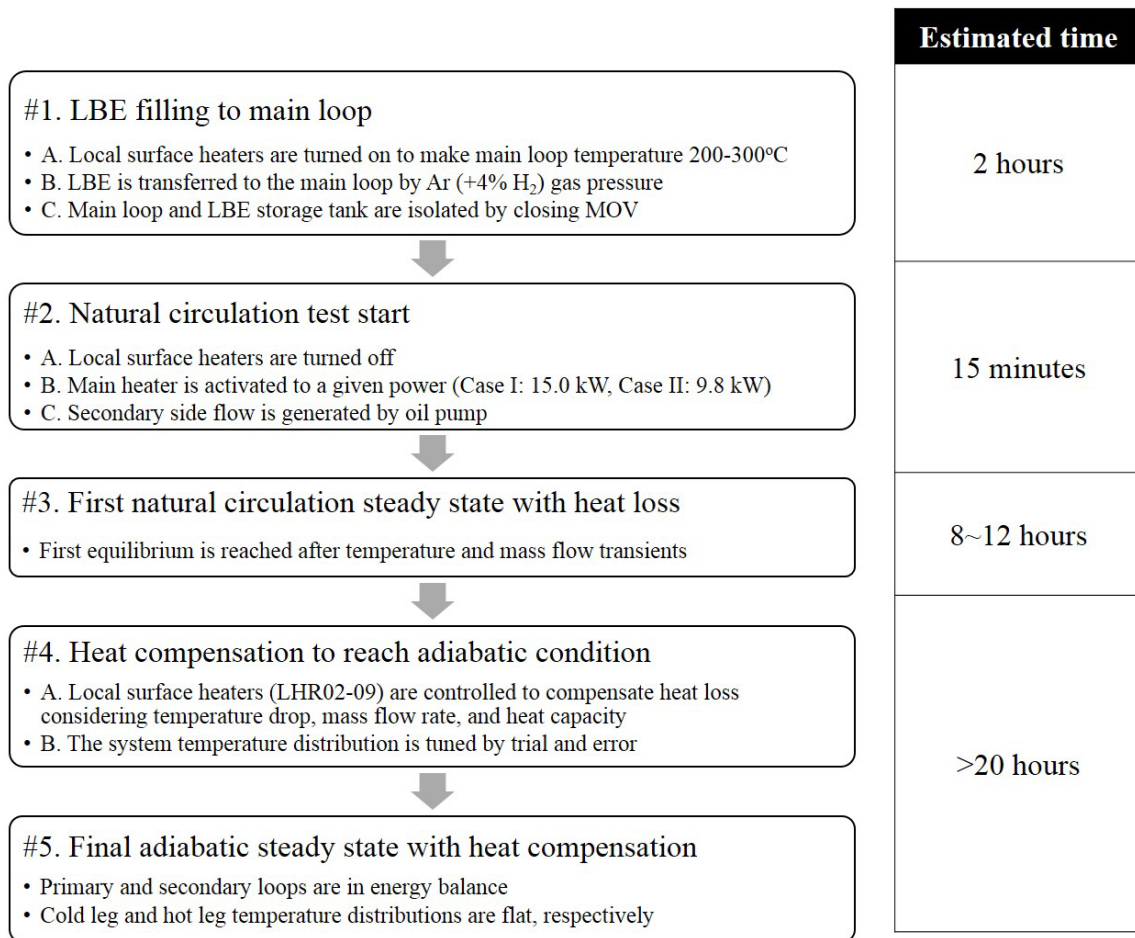 Estimated time
#1. LBE filling to main loop
• A. Local surface heaters are turned on to make main loop temperature 200-300°C
• B. LBE is transferred to the main loop by Ar (+4% H₂) gas pressure
• C. Main loop and LBE storage tank are isolated by closing MOV
2 hours
#2. Natural circulation test start
• A. Local surface heaters are turned off
• B. Main heater is activated to a given power (Case I: 15.0 kW, Case II: 9.8 kW)
• C. Secondary side flow is generated by oil pump
15 minutes
#3. First natural circulation steady state with heat loss
• First equilibrium is reached after temperature and mass flow transients
8~12 hours
#4. Heat compensation to reach adiabatic condition
• A. Local surface heaters (LHR02-09) are controlled to compensate heat loss
considering temperature drop, mass flow rate, and heat capacity
• B. The system temperature distribution is tuned by trial and error
>20 hours
#5. Final adiabatic steady state with heat compensation
• Primary and secondary loops are in energy balance
• Cold leg and hot leg temperature distributions are flat, respectively